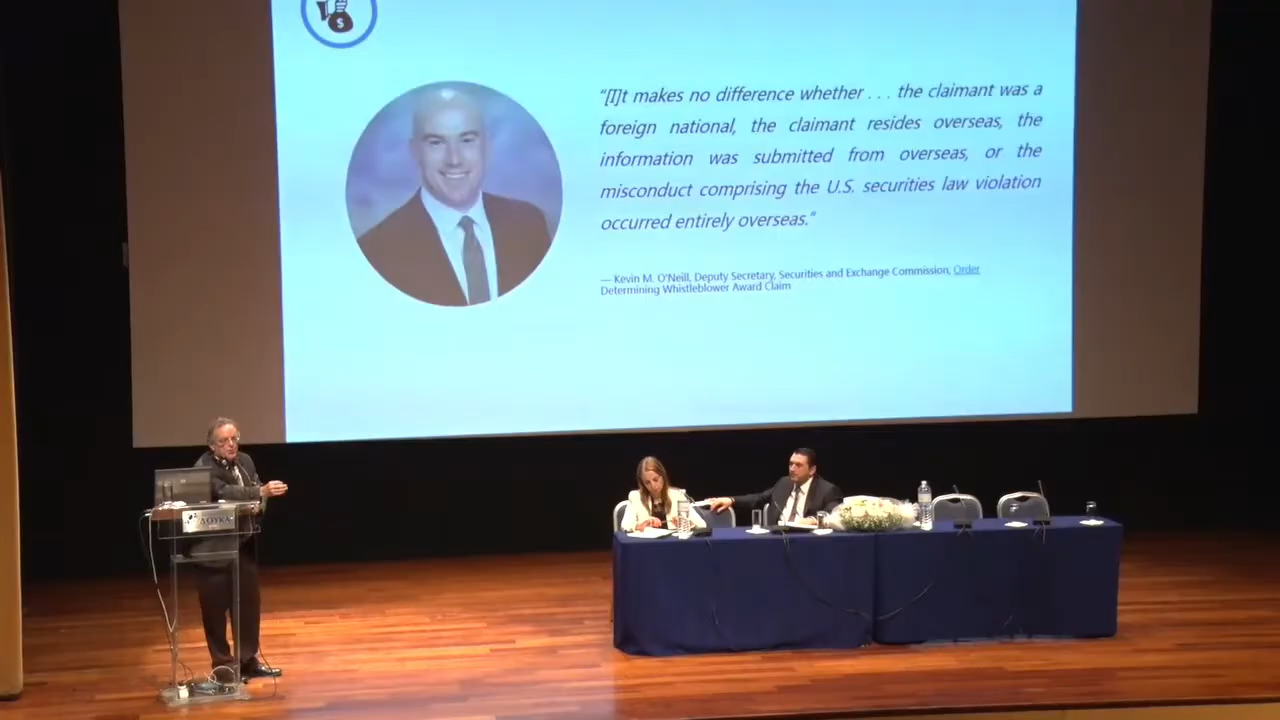 $
"[I]t makes no difference whether . . . the claimant was a
foreign national, the claimant resides overseas, the
information was submitted from overseas, or the
misconduct comprising the U.S. securities law violation
occurred entirely overseas."
— Kevin M. O'Neill, Deputy Secretary, Securities and Exchange Commission, Order
Determining Whistleblower Award Claim
ΔΟΥΚΑ